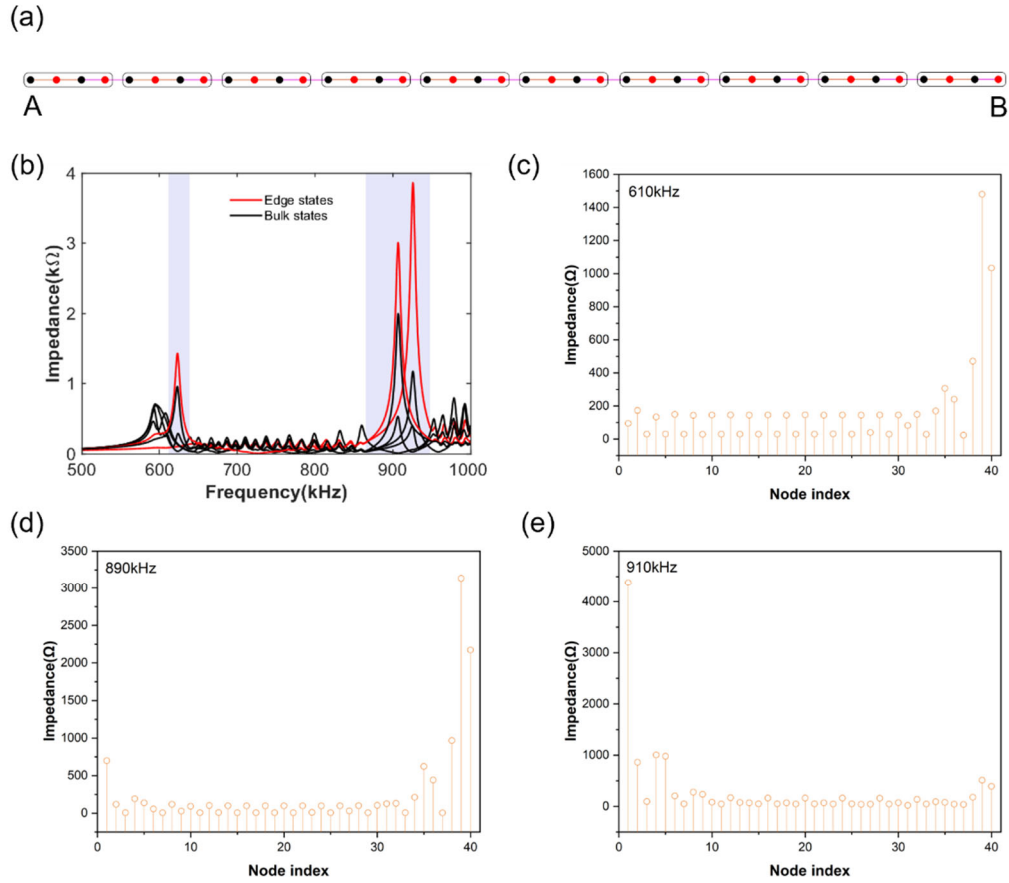 (a)
A B
(b)
4
3
2
1
0
Impedance(kΩ)
Edge states
Bulk states
500 600 700 800 900 1000
Frequency(kHz)
(c)
610kHz
1600
1400
1200
1000
800
600
400
200
0
Impedance(Ω)
0 10 20 30 40
Node index
(d)
890kHz
3500
3000
2500
2000
1500
1000
500
0
Impedance(Ω)
0 10 20 30 40
Node index
(e)
910kHz
5000
4000
3000
2000
1000
0
Impedance(Ω)
0 10 20 30 40
Node index